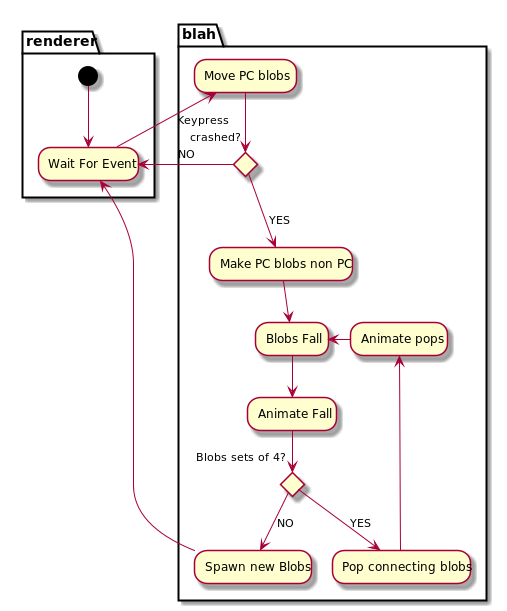 renderer
blah
Move PC blobs
Keypress
crashed?
NO
Wait For Event
YES
Make PC blobs non PC
Blobs Fall
Animate pops
Animate Fall
Blobs sets of 4?
NO
YES
Spawn new Blobs
Pop connecting blobs